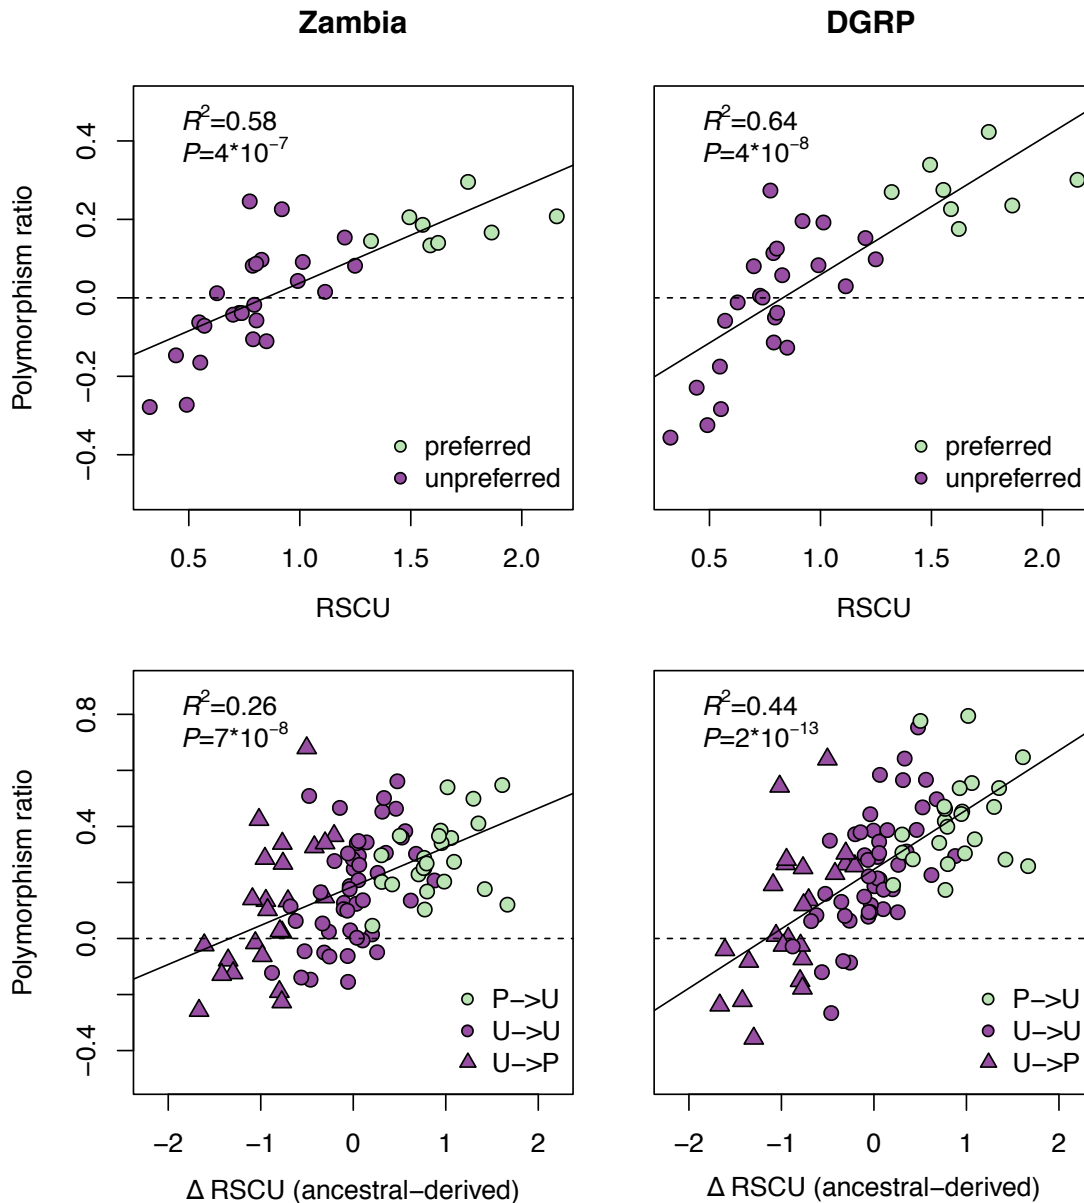 Zambia
DGRP
R²=0.58
P=4*10⁻⁷
Polymorphism ratio
0.4
0.2
0.0
−0.2
−0.4
preferred
unpreferred
0.5 1.0 1.5 2.0
RSCU
R²=0.64
P=4*10⁻⁸
Polymorphism ratio
preferred
unpreferred
0.5 1.0 1.5 2.0
RSCU
R²=0.26
P=7*10⁻⁸
Polymorphism ratio
0.8
0.4
0.0
−0.4
P−>U
U−>U
U−>P
−2 −1 0 1 2
Δ RSCU (ancestral−derived)
R²=0.44
P=2*10⁻¹³
Polymorphism ratio
P−>U
U−>U
U−>P
−2 −1 0 1 2
Δ RSCU (ancestral−derived)